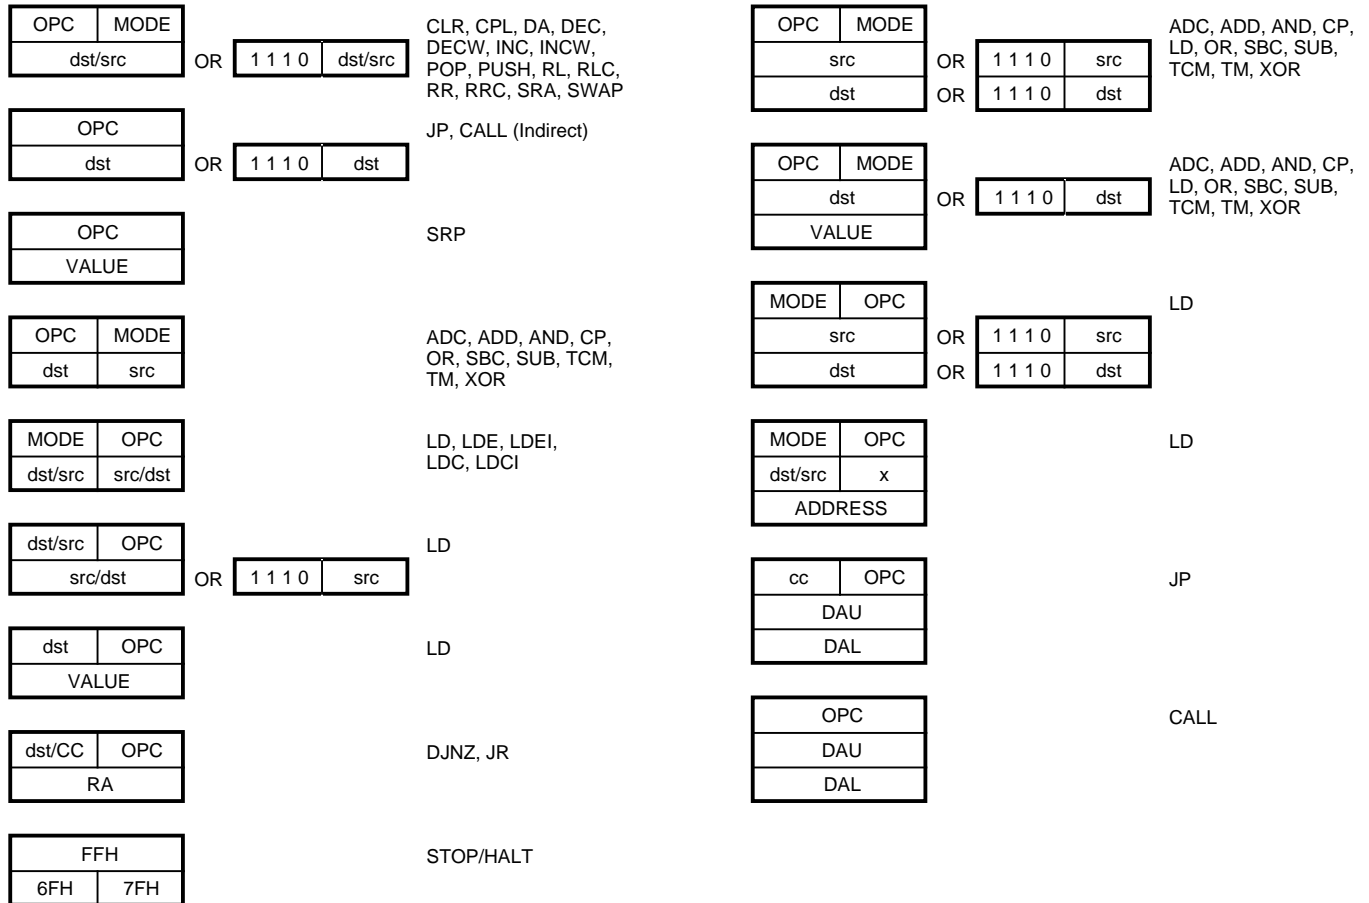 OPC MODE
dst/src OR 1 1 1 0 dst/src
CLR, CPL, DA, DEC,
DECW, INC, INCW,
POP, PUSH, RL, RLC,
RR, RRC, SRA, SWAP
OPC
dst OR 1 1 1 0 dst
JP, CALL (Indirect)
OPC
VALUE
SRP
OPC MODE
dst src
ADC, ADD, AND, CP,
OR, SBC, SUB, TCM,
TM, XOR
MODE OPC
dst/src src/dst
LD, LDE, LDEI,
LDC, LDCI
dst/src OPC
src/dst OR 1 1 1 0 src
LD
dst OPC
VALUE
LD
dst/CC OPC
RA
DJNZ, JR
FFH
6FH 7FH
STOP/HALT
OPC MODE
src OR 1 1 1 0 src
dst OR 1 1 1 0 dst
ADC, ADD, AND, CP,
LD, OR, SBC, SUB,
TCM, TM, XOR
OPC MODE
dst OR 1 1 1 0 dst
VALUE
ADC, ADD, AND, CP,
LD, OR, SBC, SUB,
TCM, TM, XOR
MODE OPC
src OR 1 1 1 0 src
dst OR 1 1 1 0 dst
LD
MODE OPC
dst/src x
ADDRESS
LD
cc OPC
DAU
DAL
JP
OPC
DAU
DAL
CALL